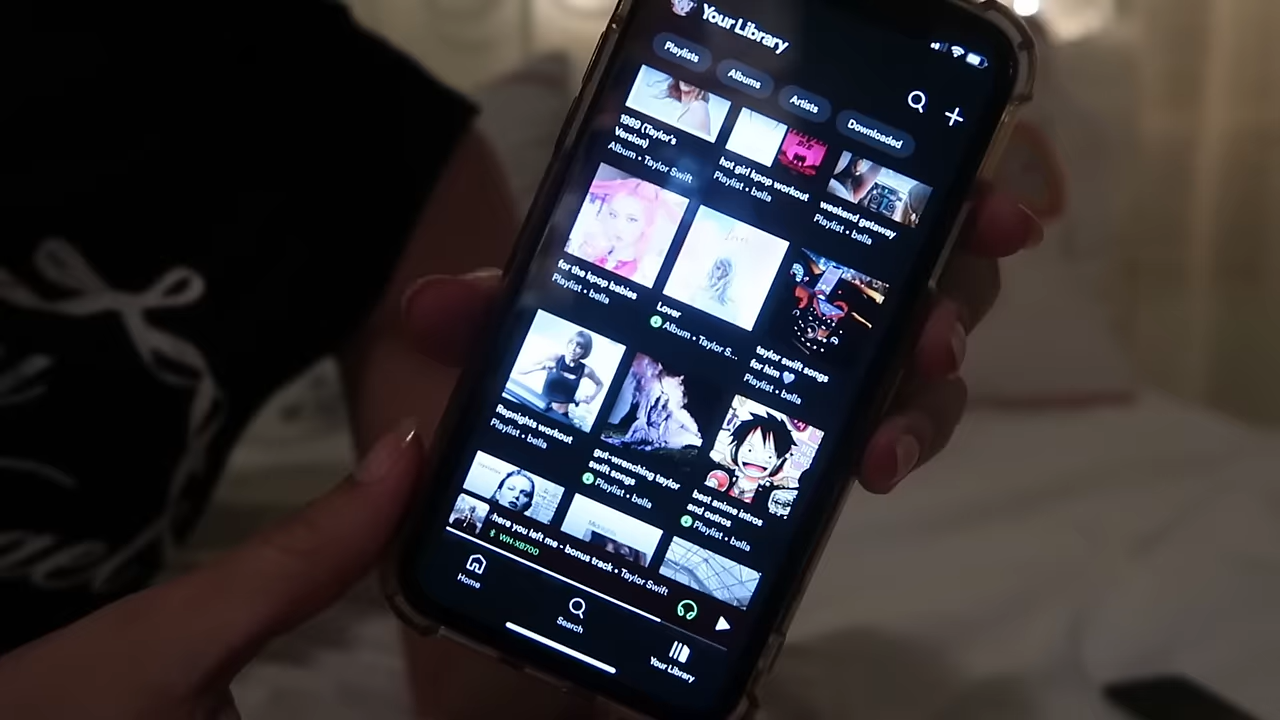 Your Library
Playlists
Albums
Artists
Downloaded
1989 (Taylor's
Version)
Album • Taylor Swift
hot girl kpop workout
Playlist • bella
weekend getaway
Playlist • bella
for the kpop babies
Playlist • bella
Lover
Lover
Album • Taylor S...
taylor swift songs
for him 🩶
Playlist • bella
Repnights workout
Playlist • bella
gut-wrenching taylor
swift songs
Playlist • bella
best anime intros
and outros
Playlist • bella
here you left me - bonus track • Taylor Swift
WH-XB700
Home
Search
Your Library